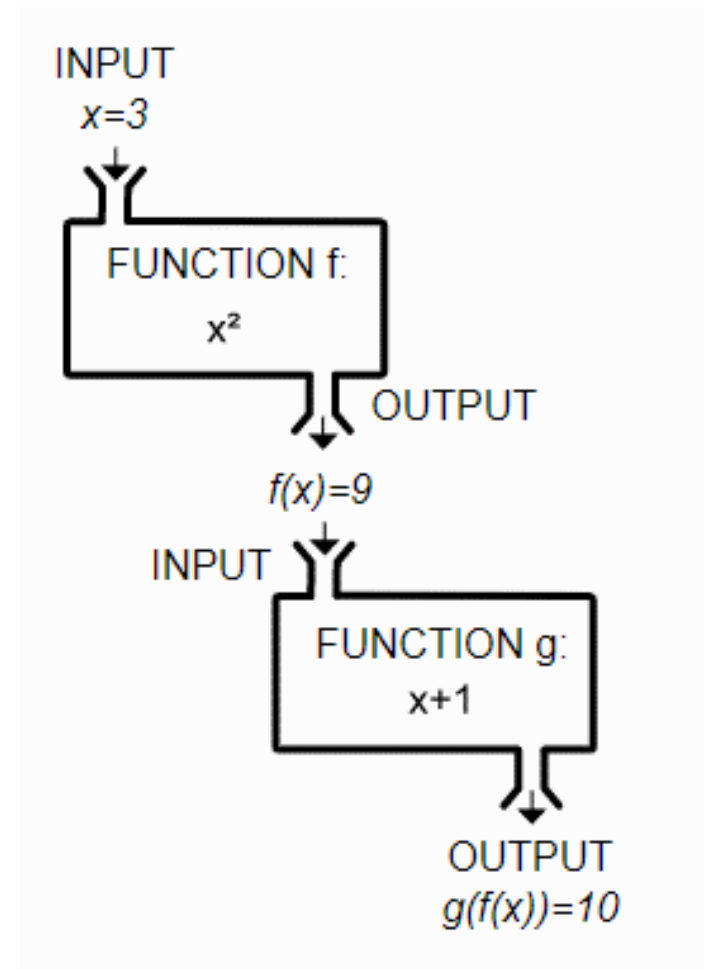 INPUT
x=3
FUNCTION f:
x²
OUTPUT
f(x)=9
INPUT
FUNCTION g:
x+1
OUTPUT
g(f(x))=10